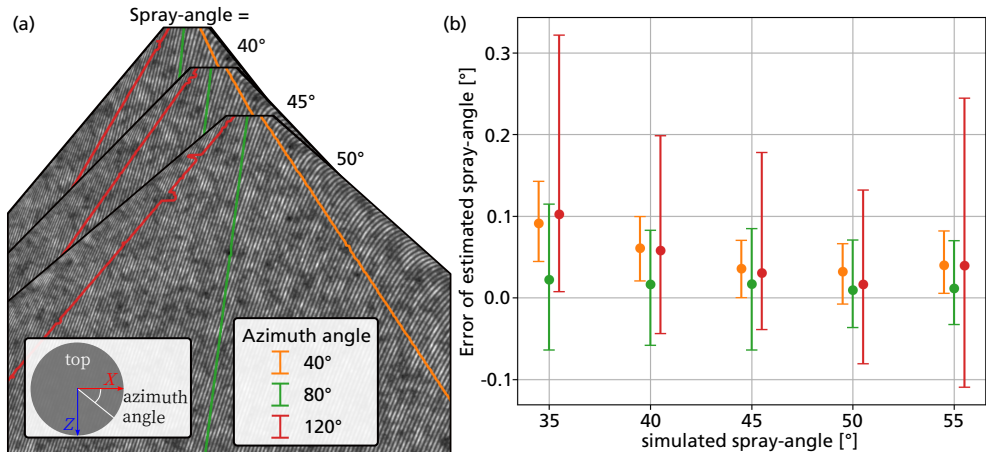 (a)
Spray-angle =
40°
45°
50°
top
X
azimuth
angle
Z
Azimuth angle
40°
80°
120°
(b)
Error of estimated spray-angle [°]
0.3
0.2
0.1
0.0
-0.1
35
40
45
50
55
simulated spray-angle [°]